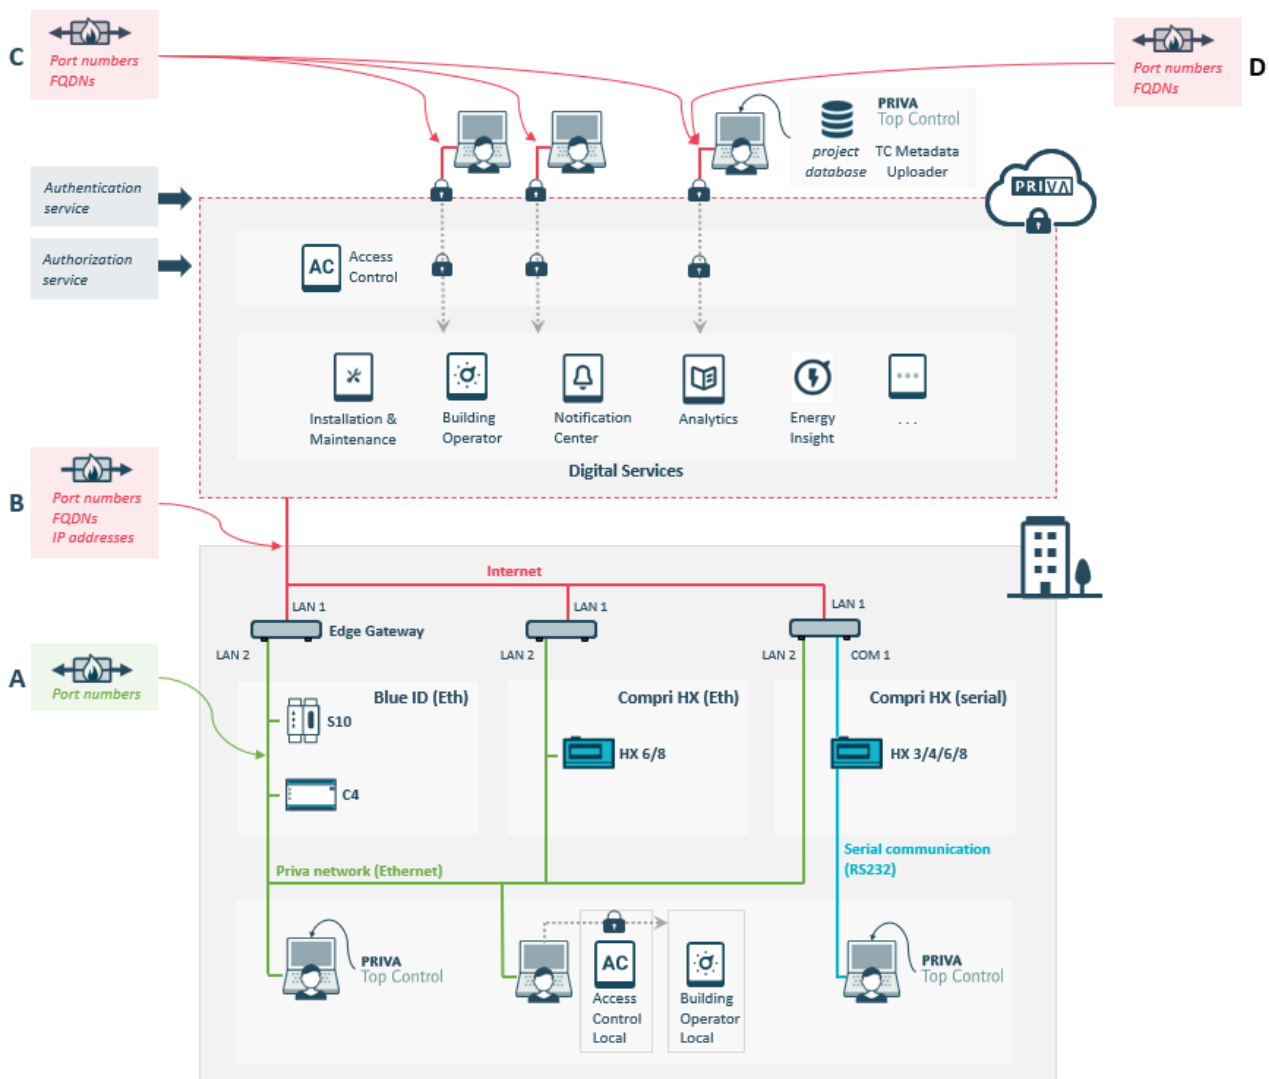 C
Port numbers
FQDNs
Port numbers
FQDNs
D
PRIVA
Top Control
project
database
TC Metadata
Uploader
PRIVA
Authentication
service
Authorization
service
AC
Access
Control
Installation &
Maintenance
Building
Operator
Notification
Center
Analytics
Energy
Insight
...
Digital Services
B
Port numbers
FQDNs
IP addresses
Internet
LAN 1
LAN 1
LAN 1
Edge Gateway
LAN 2
LAN 2
LAN 2
COM 1
A
Port numbers
Blue ID (Eth)
S10
C4
Compri HX (Eth)
HX 6/8
Compri HX (serial)
HX 3/4/6/8
Serial communication
(RS232)
Priva network (Ethernet)
PRIVA
Top Control
AC
Access
Control
Local
Building
Operator
Local
PRIVA
Top Control